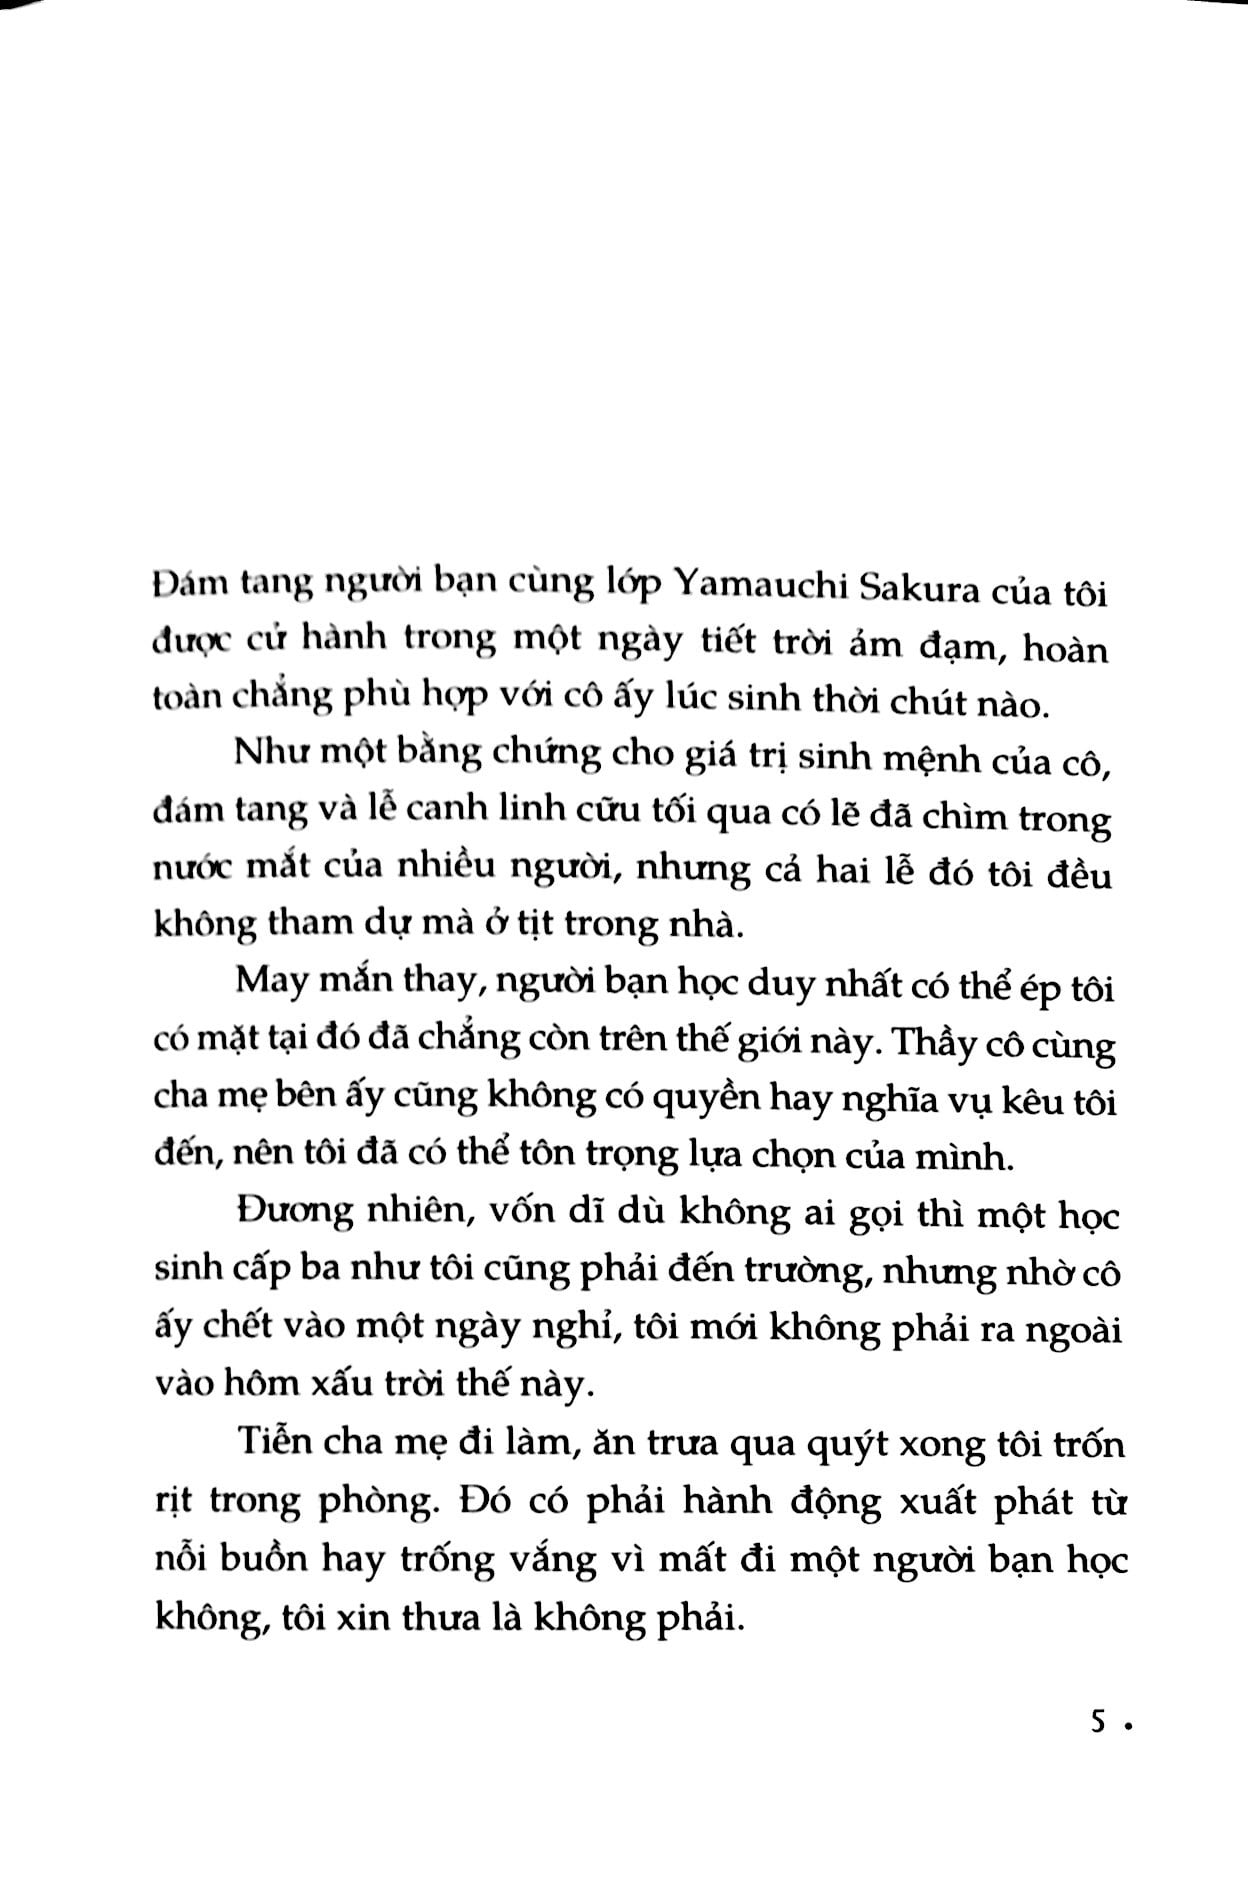 Đám tang người bạn cùng lớp Yamauchi Sakura của tôi
được cử hành trong một ngày tiết trời ảm đạm, hoàn
toàn chẳng phù hợp với cô ấy lúc sinh thời chút nào.
Như một bằng chứng cho giá trị sinh mệnh của cô,
đám tang và lễ canh linh cữu tối qua có lẽ đã chìm trong
nước mắt của nhiều người, nhưng cả hai lễ đó tôi đều
không tham dự mà ở tịt trong nhà.
May mắn thay, người bạn học duy nhất có thể ép tôi
có mặt tại đó đã chẳng còn trên thế giới này. Thầy cô cùng
cha mẹ bên ấy cũng không có quyền hay nghĩa vụ kêu tôi
đến, nên tôi đã có thể tôn trọng lựa chọn của mình.
Đương nhiên, vốn dĩ dù không ai gọi thì một học
sinh cấp ba như tôi cũng phải đến trường, nhưng nhờ cô
ấy chết vào một ngày nghỉ, tôi mới không phải ra ngoài
vào hôm xấu trời thế này.
Tiễn cha mẹ đi làm, ăn trưa qua quýt xong tôi trốn
rịt trong phòng. Đó có phải hành động xuất phát từ
nỗi buồn hay trống vắng vì mất đi một người bạn học
không, tôi xin thưa là không phải.
5 •